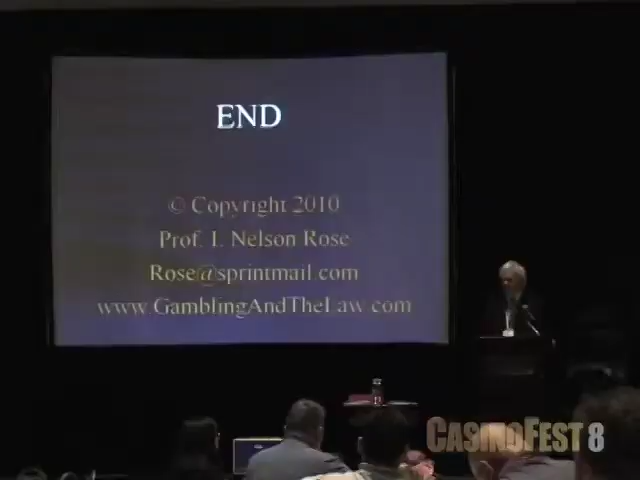 END
© Copyright 2010
Prof. I. Nelson Rose
Rose@sprintmail.com
www.GamblingAndTheLaw.com
CASINOFEST 8